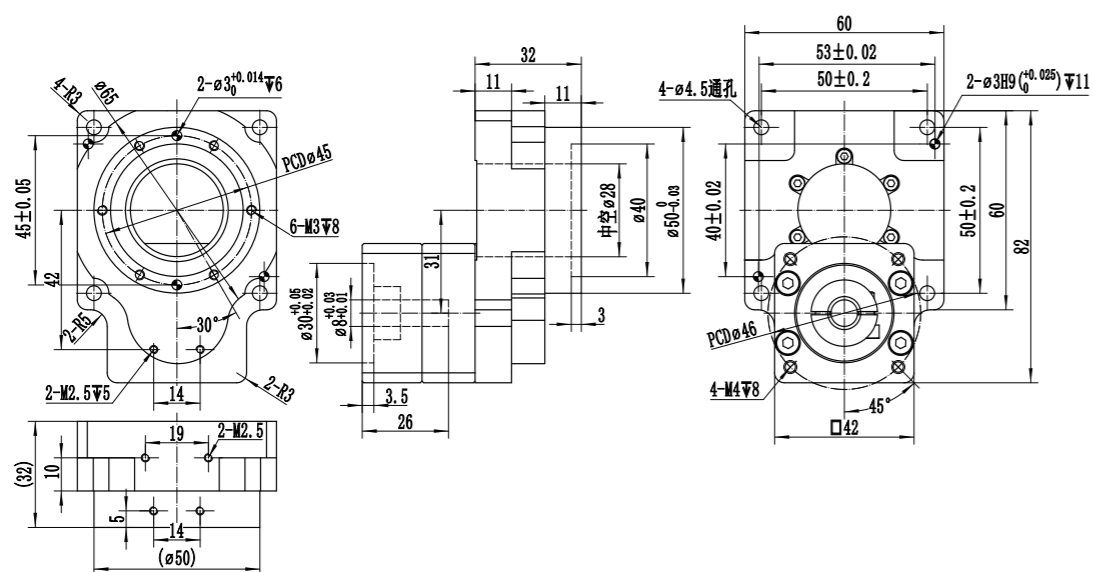 4-R3
ø65
2-ø3 +0.014 0 ↧6
PCDø45
45±0.05
42
6-M3↧8
30°
2-R5
2-M2.5↧5
14
2-R3
19
2-M2.5
(32)
10
5
14
(ø50)
32
11
11
中空ø28
ø40
ø50 0 -0.03
31
ø30 +0.05 +0.02
ø8 +0.03 +0.01
3
3.5
26
60
53±0.02
50±0.2
4-ø4.5通孔
2-ø3H9(+0.025 0)↧11
40±0.02
50±0.2
60
82
PCDø46
4-M4↧8
45°
□42